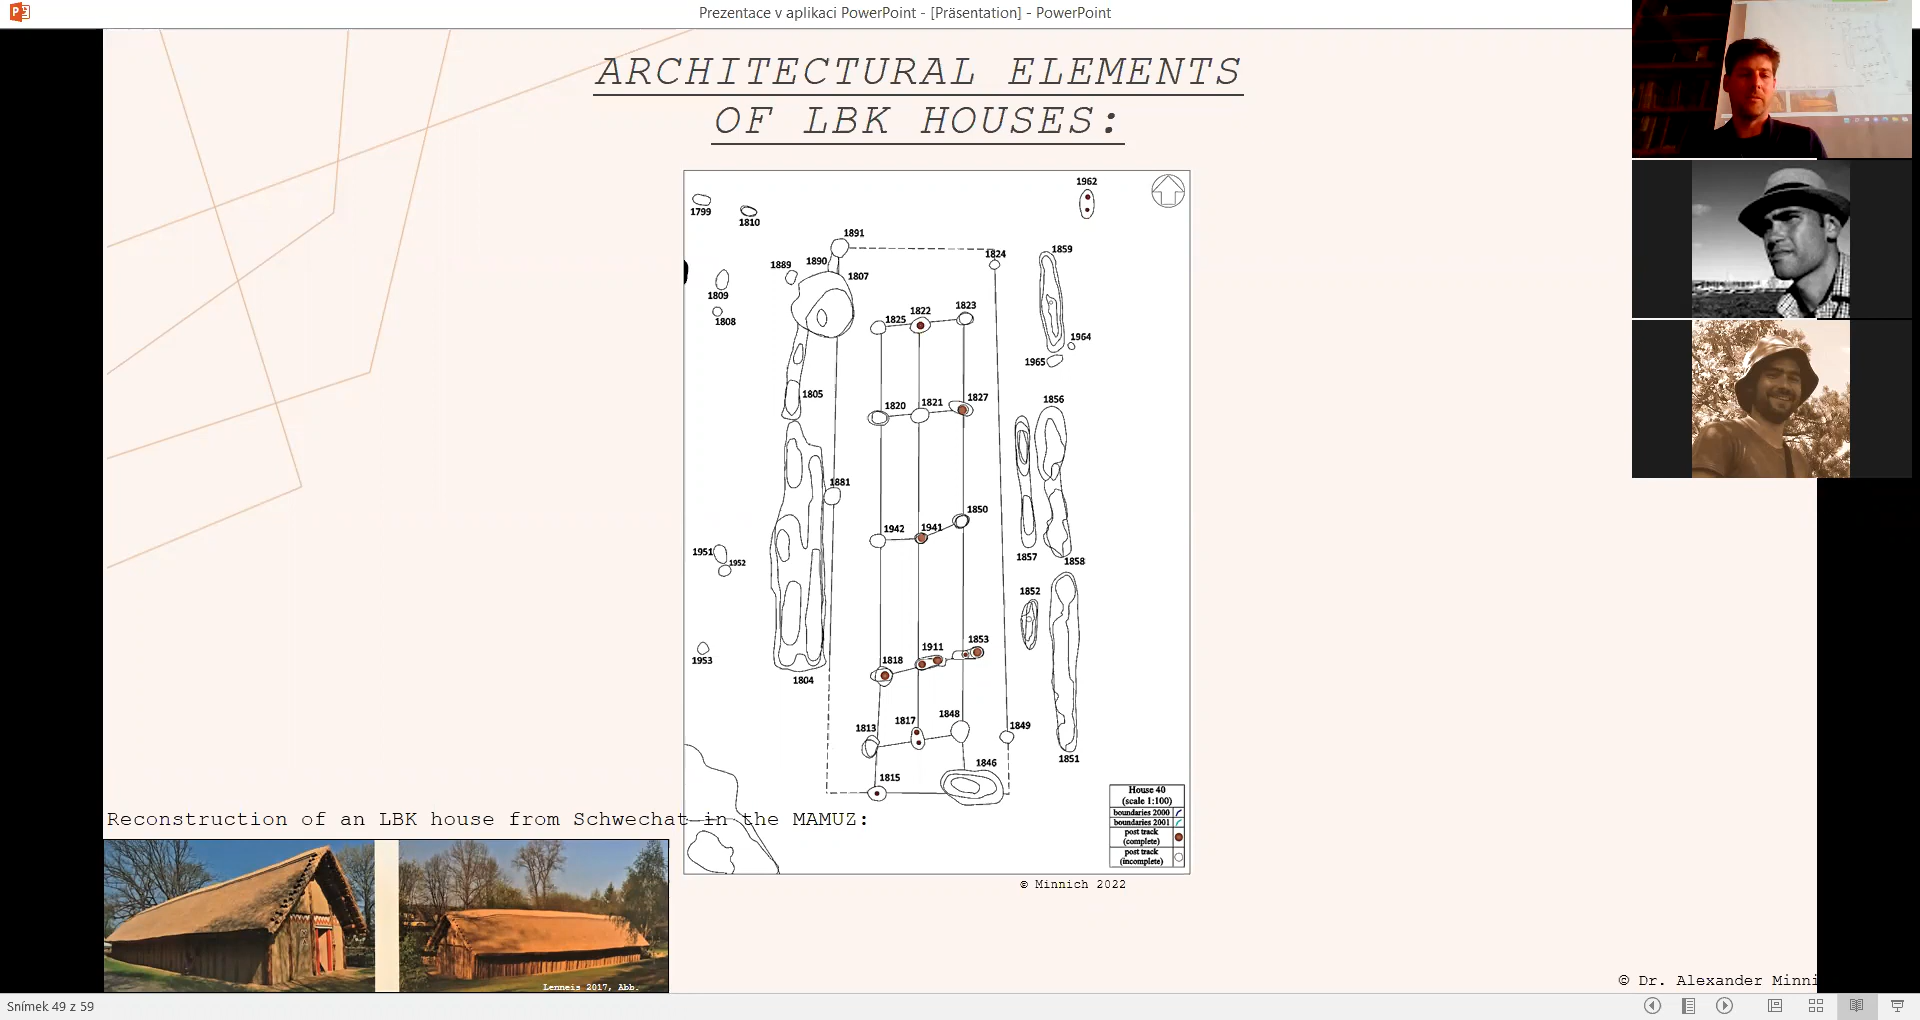 Prezentace v aplikaci PowerPoint - [Präsentation] - PowerPoint
ARCHITECTURAL ELEMENTS
OF LBK HOUSES:
1962
1799
1810
1891
1824
1859
1889
1890
1807
1809
1808
1825
1822
1823
1964
1965
1805
1820
1821
1827
1856
1881
1942
1941
1850
1951
1952
1857
1858
1852
1953
1804
1818
1911
1853
1813
1817
1848
1849
1851
1815
1846
House 40
(scale 1:100)
boundaries 2000
boundaries 2001
post track
(complete)
post track
(incomplete)
© Minnich 2022
Reconstruction of an LBK house from Schwechat in the MAMUZ:
Lenneis 2017, Abb.
© Dr. Alexander Minni
Snímek 49 z 59